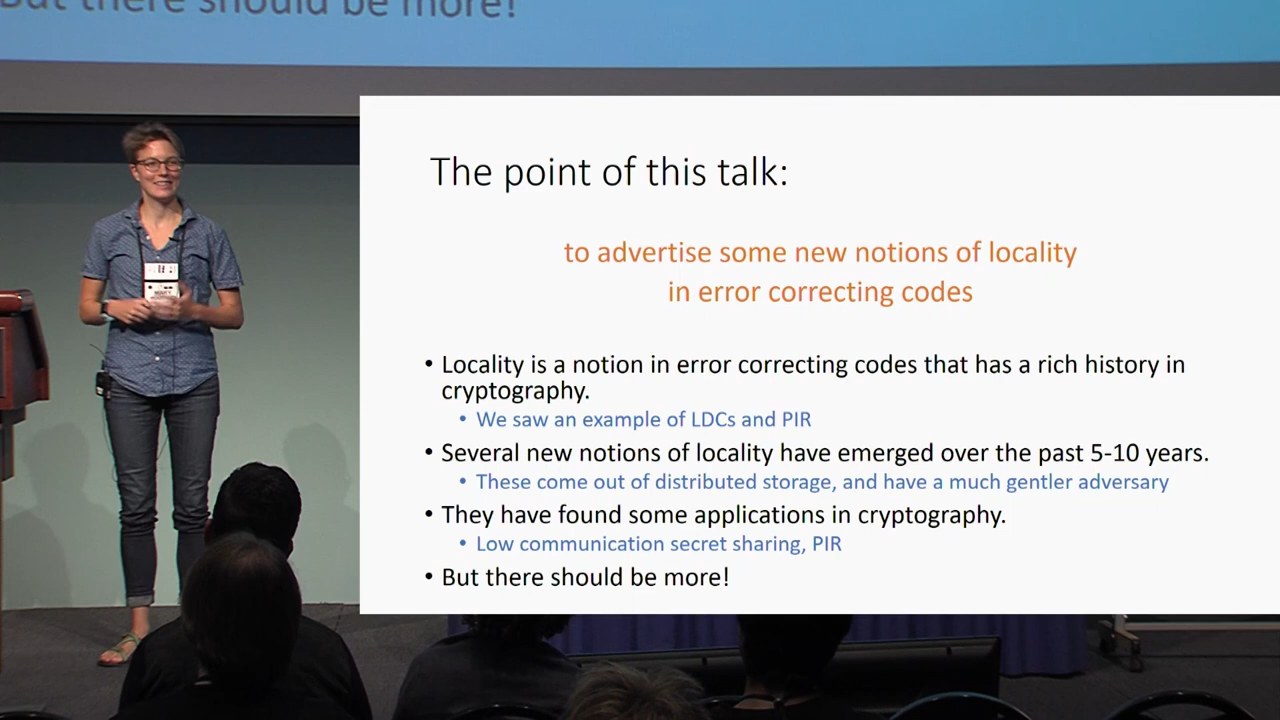 But there should be more!
The point of this talk:
to advertise some new notions of locality
in error correcting codes
• Locality is a notion in error correcting codes that has a rich history in
cryptography.
• We saw an example of LDCs and PIR
• Several new notions of locality have emerged over the past 5-10 years.
• These come out of distributed storage, and have a much gentler adversary
• They have found some applications in cryptography.
• Low communication secret sharing, PIR
• But there should be more!